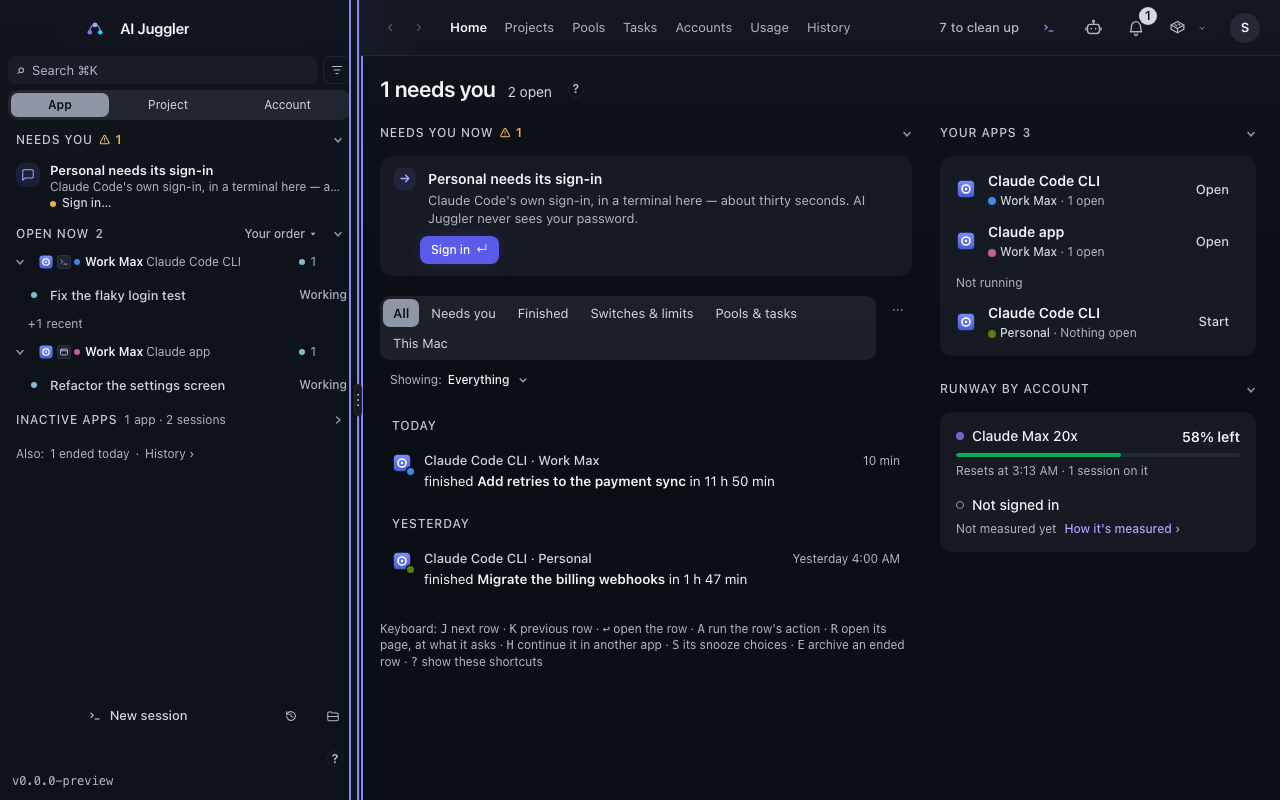 AI Juggler
Search ⌘K
App
Project
Account
NEEDS YOU 1
Personal needs its sign-in
Claude Code's own sign-in, in a terminal here — a...
Sign in...
OPEN NOW 2
Your order
Work Max Claude Code CLI
1
Fix the flaky login test
Working
+1 recent
Work Max Claude app
1
Refactor the settings screen
Working
INACTIVE APPS 1 app · 2 sessions
Also: 1 ended today · History ›
New session
?
v0.0.0-preview
Home
Projects
Pools
Tasks
Accounts
Usage
History
7 to clean up
1
S
1 needs you 2 open ?
NEEDS YOU NOW 1
Personal needs its sign-in
Claude Code's own sign-in, in a terminal here — about thirty seconds. AI
Juggler never sees your password.
Sign in ↵
All
Needs you
Finished
Switches & limits
Pools & tasks
This Mac
···
Showing: Everything
TODAY
Claude Code CLI · Work Max
10 min
finished Add retries to the payment sync in 11 h 50 min
YESTERDAY
Claude Code CLI · Personal
Yesterday 4:00 AM
finished Migrate the billing webhooks in 1 h 47 min
Keyboard: J next row · K previous row · ↩ open the row · A run the row's action · R open its
page, at what it asks · H continue it in another app · S its snooze choices · E archive an ended
row · ? show these shortcuts
YOUR APPS 3
Claude Code CLI
Work Max · 1 open
Open
Claude app
Work Max · 1 open
Open
Not running
Claude Code CLI
Personal · Nothing open
Start
RUNWAY BY ACCOUNT
Claude Max 20x
58% left
Resets at 3:13 AM · 1 session on it
Not signed in
Not measured yet How it's measured ›